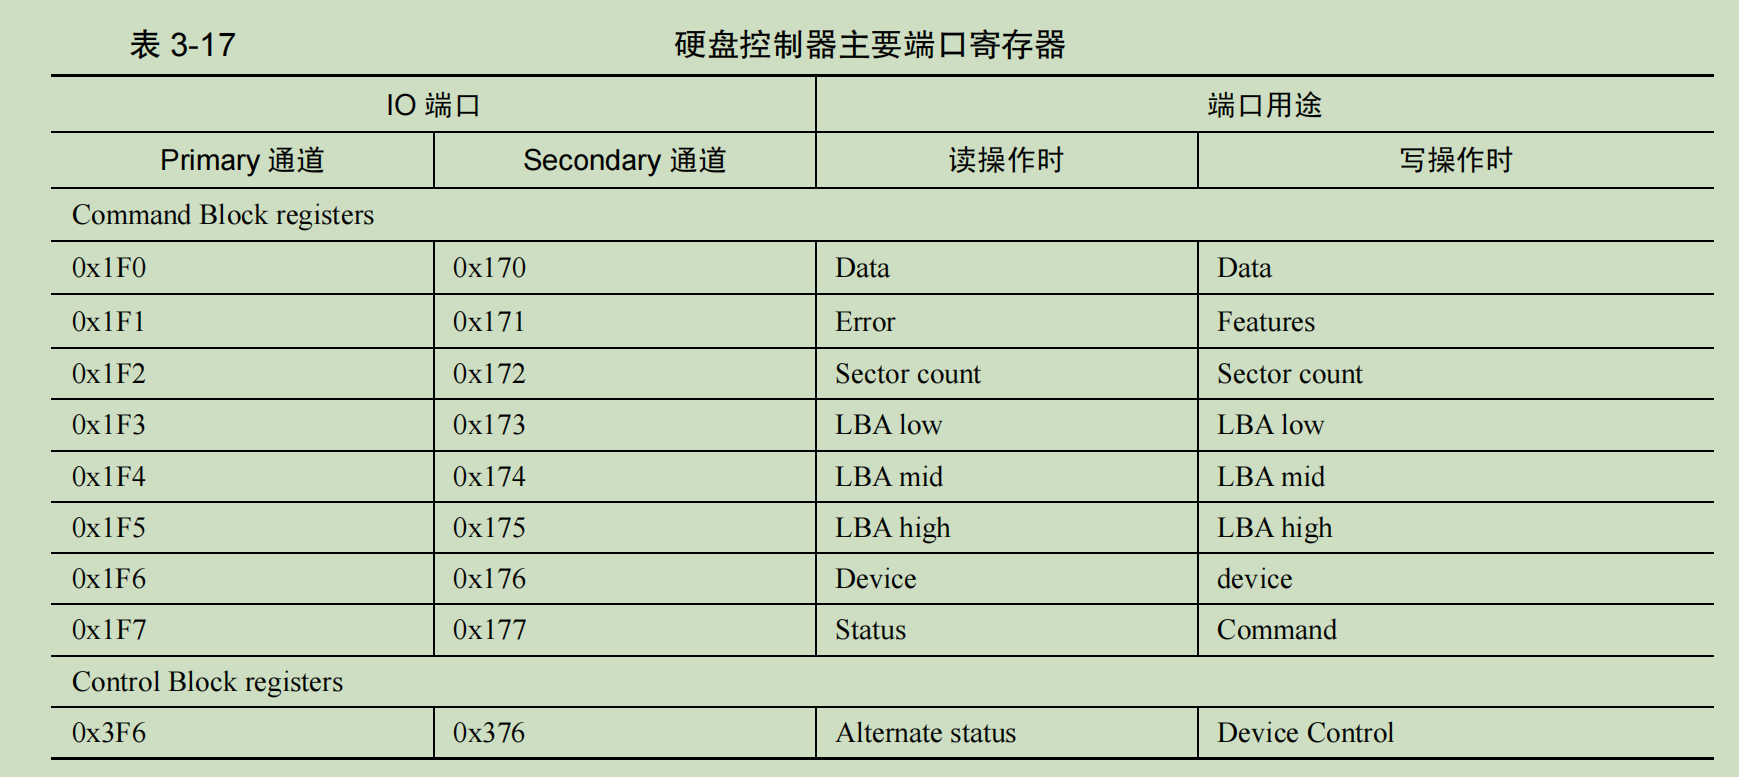 表 3-17 硬盘控制器主要端口寄存器
IO 端口 端口用途
Primary 通道 Secondary 通道 读操作时 写操作时
Command Block registers
0x1F0 0x170 Data Data
0x1F1 0x171 Error Features
0x1F2 0x172 Sector count Sector count
0x1F3 0x173 LBA low LBA low
0x1F4 0x174 LBA mid LBA mid
0x1F5 0x175 LBA high LBA high
0x1F6 0x176 Device device
0x1F7 0x177 Status Command
Control Block registers
0x3F6 0x376 Alternate status Device Control